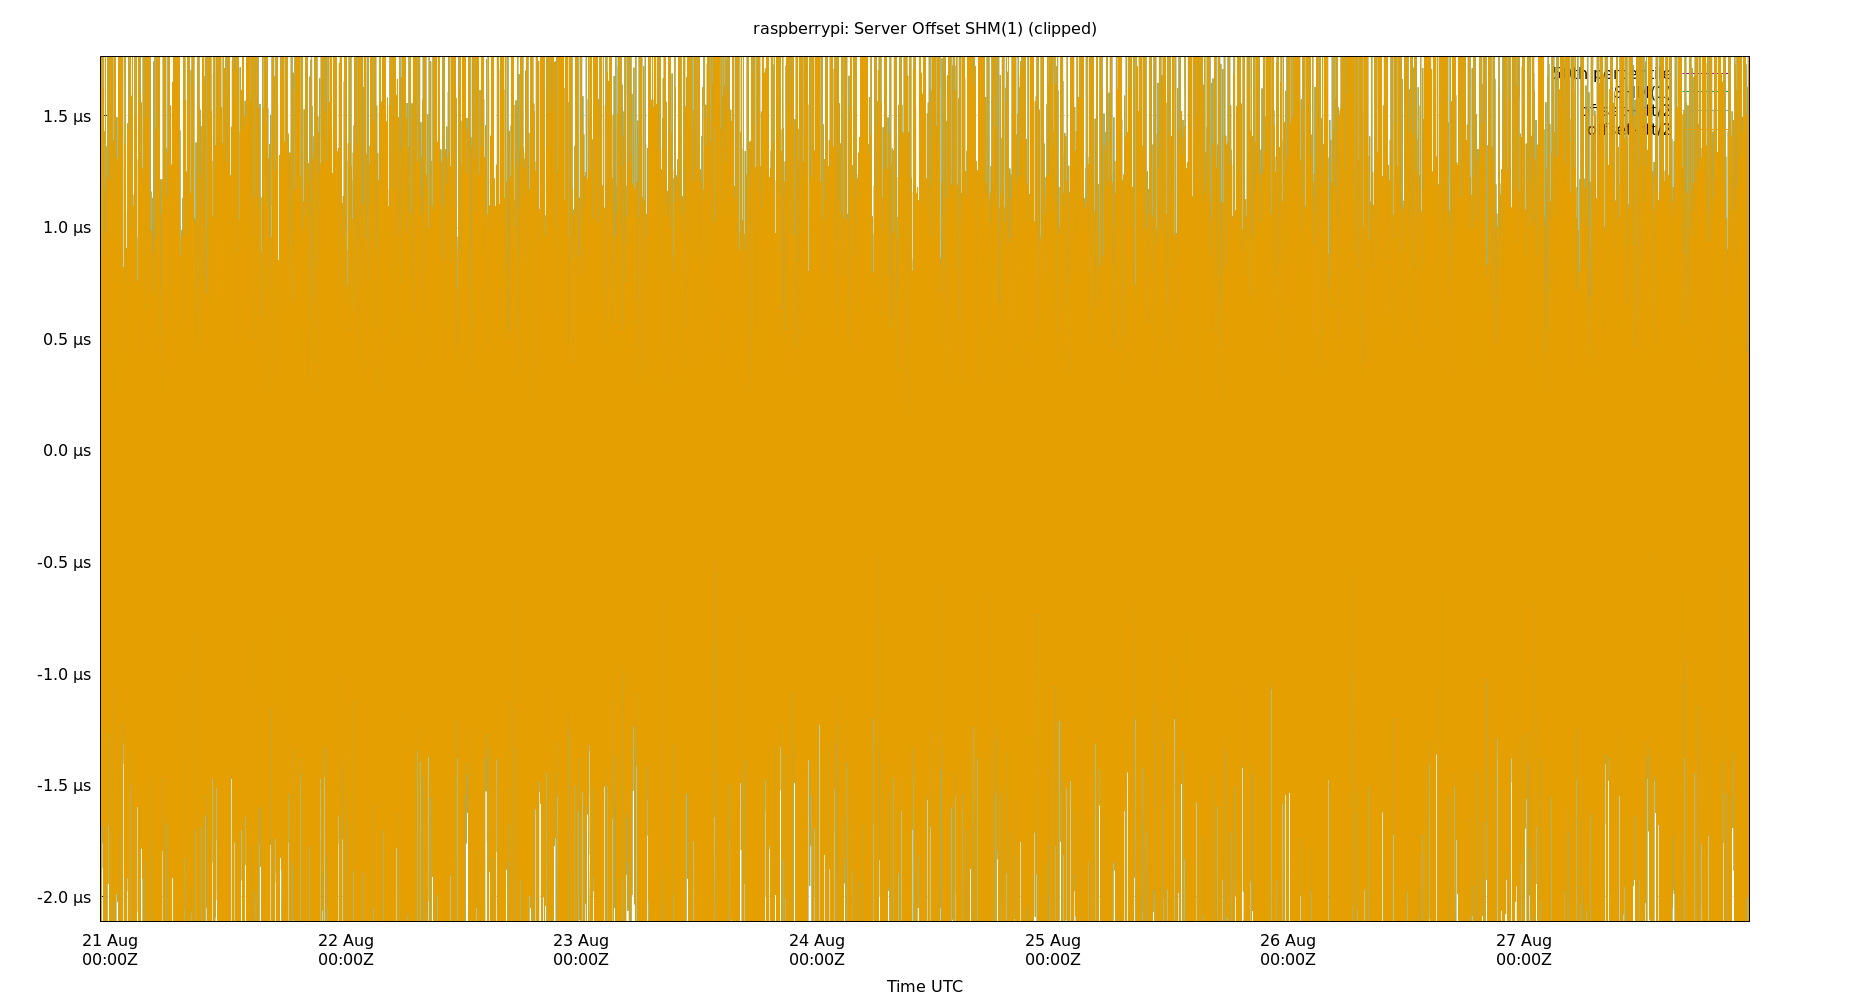 raspberrypi: Server Offset SHM(1) (clipped)
1.5 µs
1.0 µs
0.5 µs
0.0 µs
-0.5 µs
-1.0 µs
-1.5 µs
-2.0 µs
21 Aug 22 Aug 23 Aug 24 Aug 25 Aug 26 Aug 27 Aug
00:00Z 00:00Z 00:00Z 00:00Z 00:00Z 00:00Z 00:00Z
Time UTC